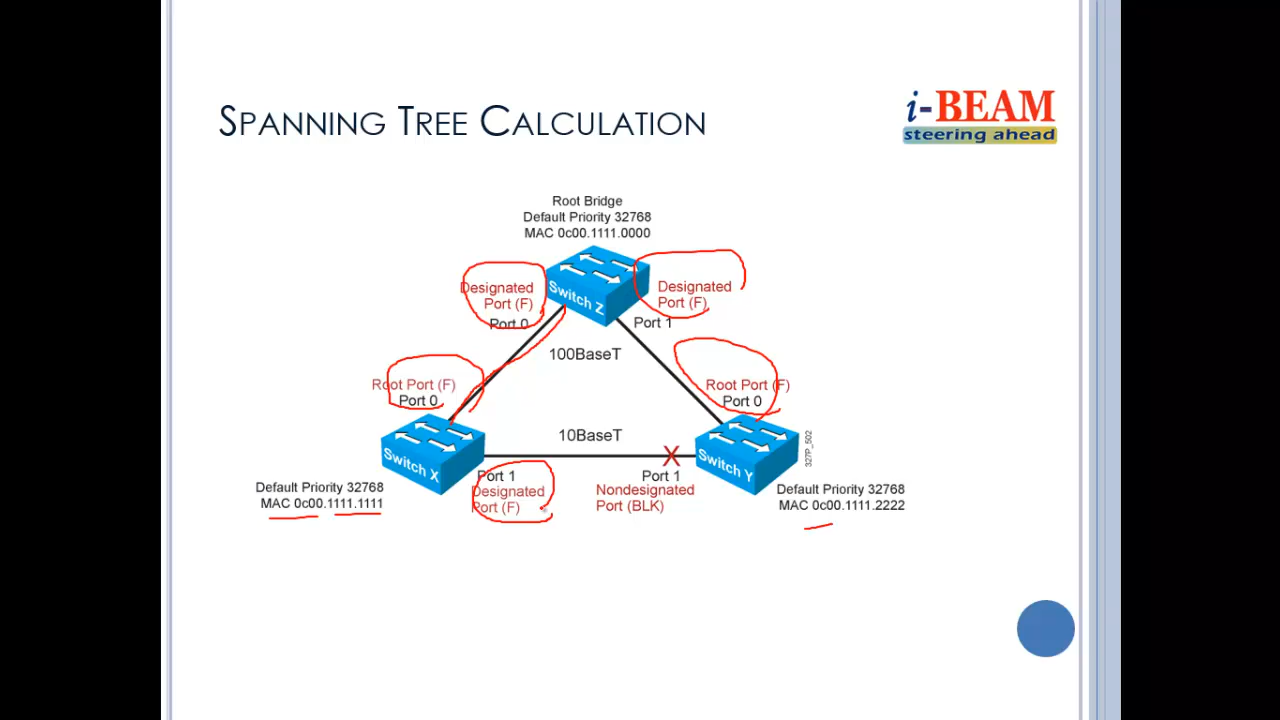 SPANNING TREE CALCULATION
i-BEAM
steering ahead
Root Bridge
Default Priority 32768
MAC 0c00.1111.0000
Designated
Port (F)
Port 0
Switch Z
Designated
Port (F)
Port 1
100BaseT
Root Port (F)
Port 0
Root Port (F)
Port 0
10BaseT
Switch X
Switch Y
327P_502
Port 1
Designated
Port (F)
Port 1
Nondesignated
Port (BLK)
Default Priority 32768
MAC 0c00.1111.1111
Default Priority 32768
MAC 0c00.1111.2222